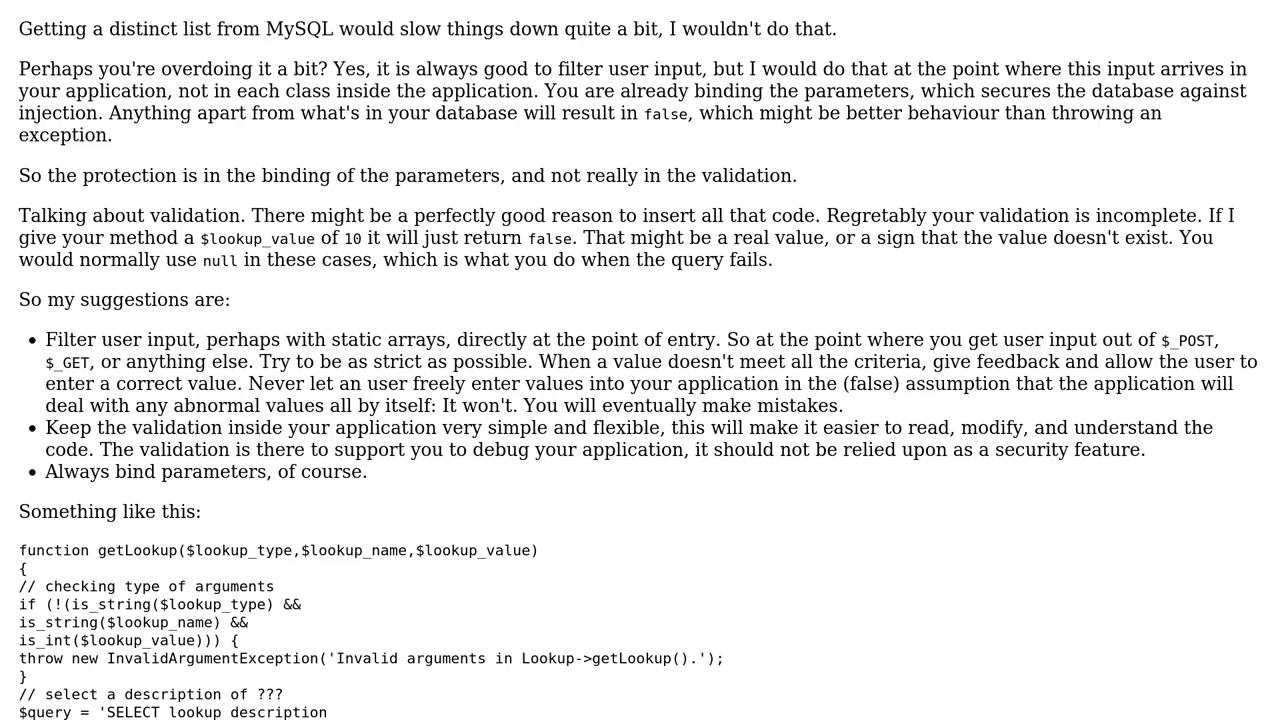 Getting a distinct list from MySQL would slow things down quite a bit, I wouldn't do that.
Perhaps you're overdoing it a bit? Yes, it is always good to filter user input, but I would do that at the point where this input arrives in
your application, not in each class inside the application. You are already binding the parameters, which secures the database against
injection. Anything apart from what's in your database will result in false, which might be better behaviour than throwing an
exception.
So the protection is in the binding of the parameters, and not really in the validation.
Talking about validation. There might be a perfectly good reason to insert all that code. Regretably your validation is incomplete. If I
give your method a $lookup_value of 10 it will just return false. That might be a real value, or a sign that the value doesn't exist. You
would normally use null in these cases, which is what you do when the query fails.
So my suggestions are:
• Filter user input, perhaps with static arrays, directly at the point of entry. So at the point where you get user input out of $_POST,
$_GET, or anything else. Try to be as strict as possible. When a value doesn't meet all the criteria, give feedback and allow the user to
enter a correct value. Never let an user freely enter values into your application in the (false) assumption that the application will
deal with any abnormal values all by itself: It won't. You will eventually make mistakes.
• Keep the validation inside your application very simple and flexible, this will make it easier to read, modify, and understand the
code. The validation is there to support you to debug your application, it should not be relied upon as a security feature.
• Always bind parameters, of course.
Something like this:
function getLookup($lookup_type,$lookup_name,$lookup_value)
{
// checking type of arguments
if (!(is_string($lookup_type) &&
is_string($lookup_name) &&
is_int($lookup_value))) {
throw new InvalidArgumentException('Invalid arguments in Lookup->getLookup().');
}
// select a description of ???
$query = 'SELECT lookup_description